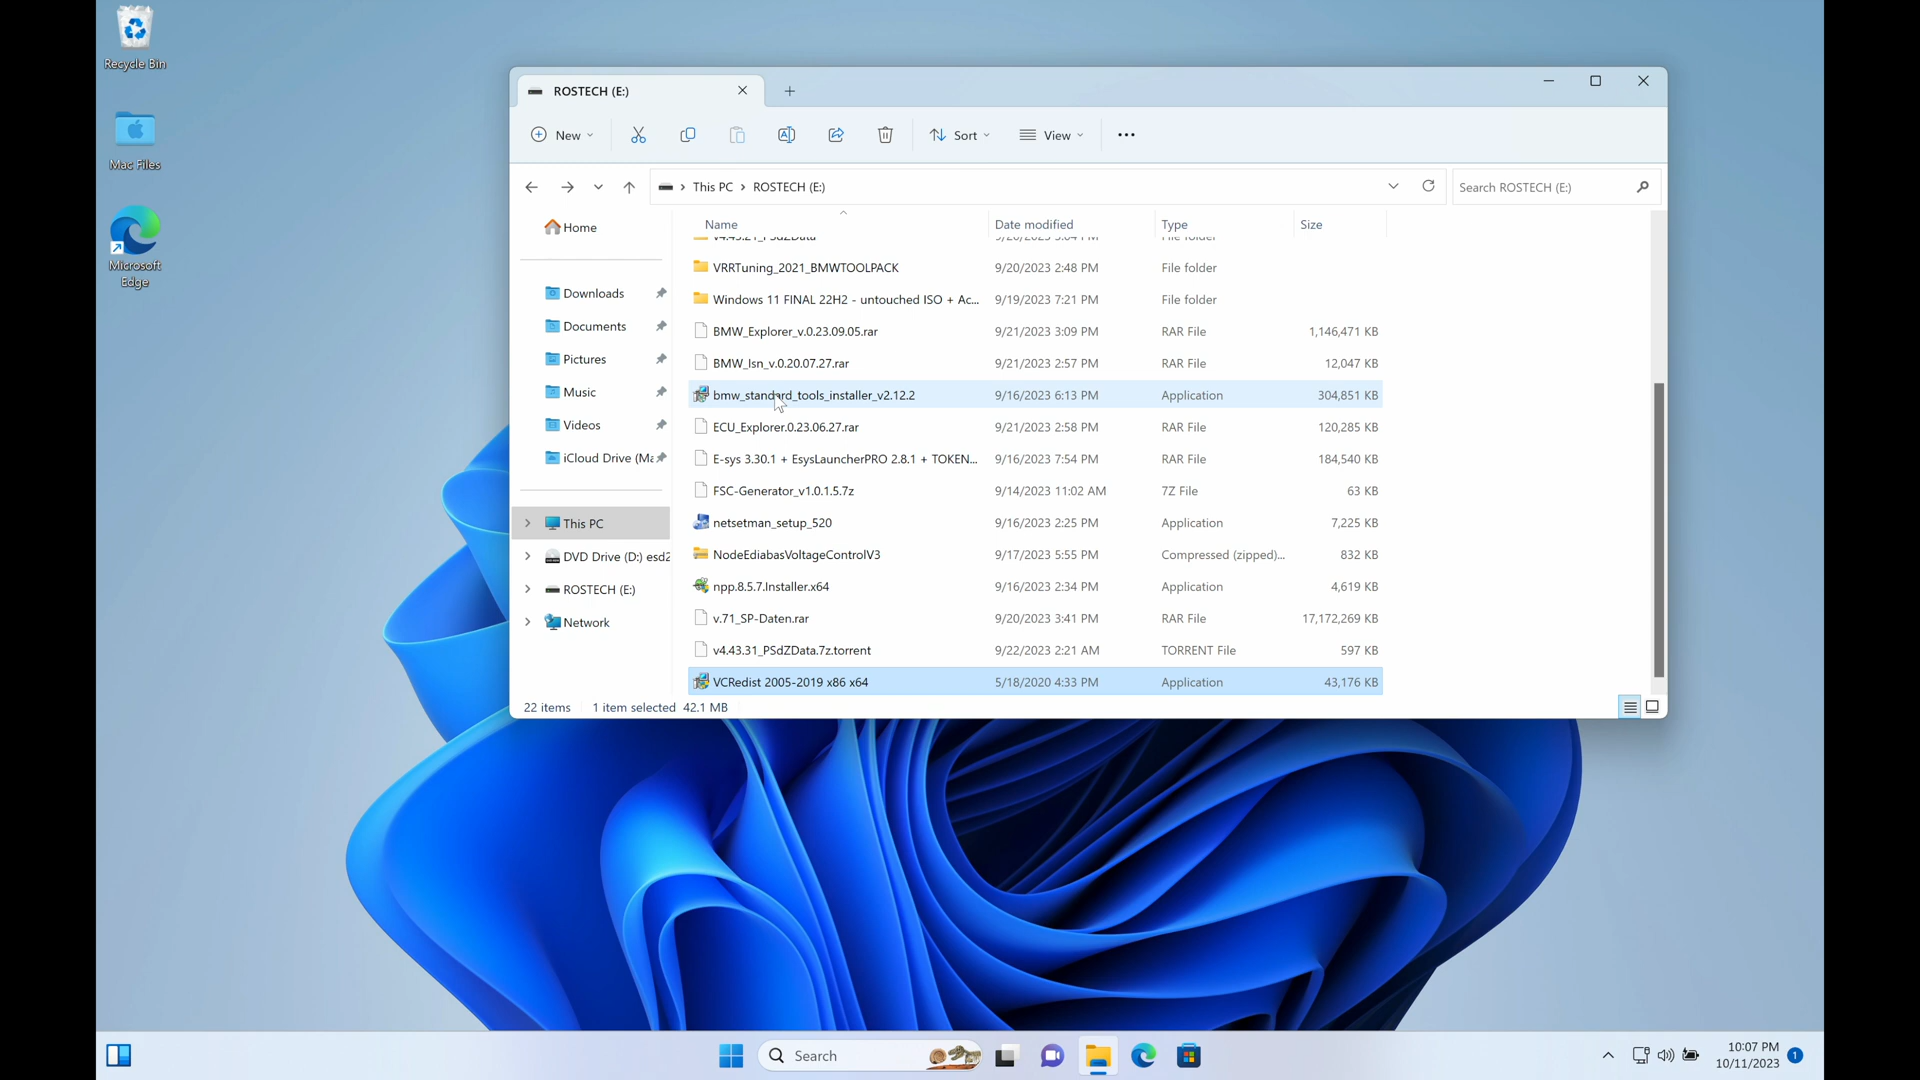 Recycle Bin
Mac Files
Microsoft
Edge
ROSTECH (E:)
New
Sort
View
This PC
ROSTECH (E:)
Search ROSTECH (E:)
Home
Downloads
Documents
Pictures
Music
Videos
iCloud Drive (Ma
This PC
DVD Drive (D:) esd2
ROSTECH (E:)
Network
Name Date modified Type Size
VRRTuning_2021_BMWTOOLPACK 9/20/2023 2:48 PM File folder
Windows 11 FINAL 22H2 - untouched ISO + Ac... 9/19/2023 7:21 PM File folder
BMW_Explorer_v.0.23.09.05.rar 9/21/2023 3:09 PM RAR File 1,146,471 KB
BMW_Isn_v.0.20.07.27.rar 9/21/2023 2:57 PM RAR File 12,047 KB
bmw_standard_tools_installer_v2.12.2 9/16/2023 6:13 PM Application 304,851 KB
ECU_Explorer.0.23.06.27.rar 9/21/2023 2:58 PM RAR File 120,285 KB
E-sys 3.30.1 + EsysLauncherPRO 2.8.1 + TOKEN... 9/16/2023 7:54 PM RAR File 184,540 KB
FSC-Generator_v1.0.1.5.7z 9/14/2023 11:02 AM 7Z File 63 KB
netsetman_setup_520 9/16/2023 2:25 PM Application 7,225 KB
NodeEdiabasVoltageControlV3 9/17/2023 5:55 PM Compressed (zipped)... 832 KB
npp.8.5.7.Installer.x64 9/16/2023 2:34 PM Application 4,619 KB
v.71_SP-Daten.rar 9/20/2023 3:41 PM RAR File 17,172,269 KB
v4.43.31_PSdZData.7z.torrent 9/22/2023 2:21 AM TORRENT File 597 KB
VCRedist 2005-2019 x86 x64 5/18/2020 4:33 PM Application 43,176 KB
22 items 1 item selected 42.1 MB
Search
10:07 PM
10/11/2023
1